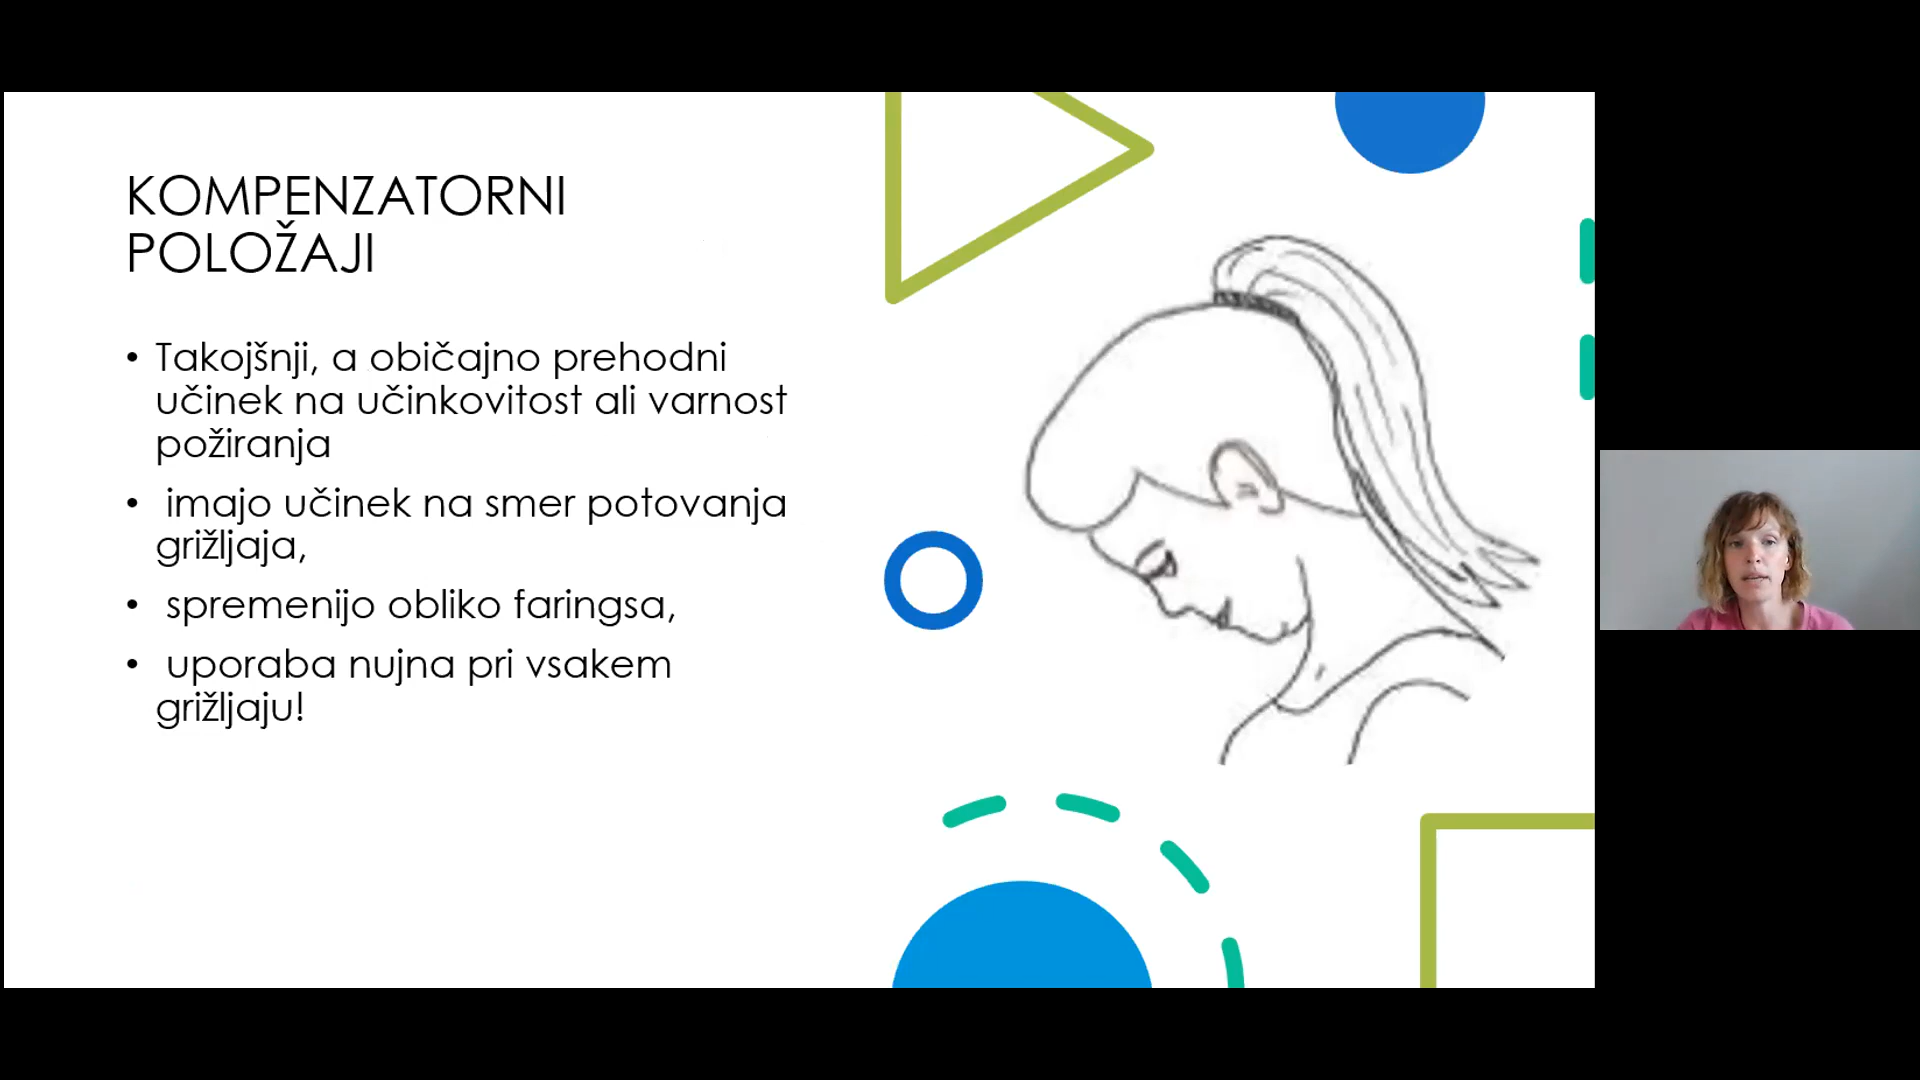 KOMPENZATORNI
POLOŽAJI
• Takojšnji, a običajno prehodni
učinek na učinkovitost ali varnost
požiranja
• imajo učinek na smer potovanja
grižljaja,
• spremenijo obliko faringsa,
• uporaba nujna pri vsakem
grižljaju!